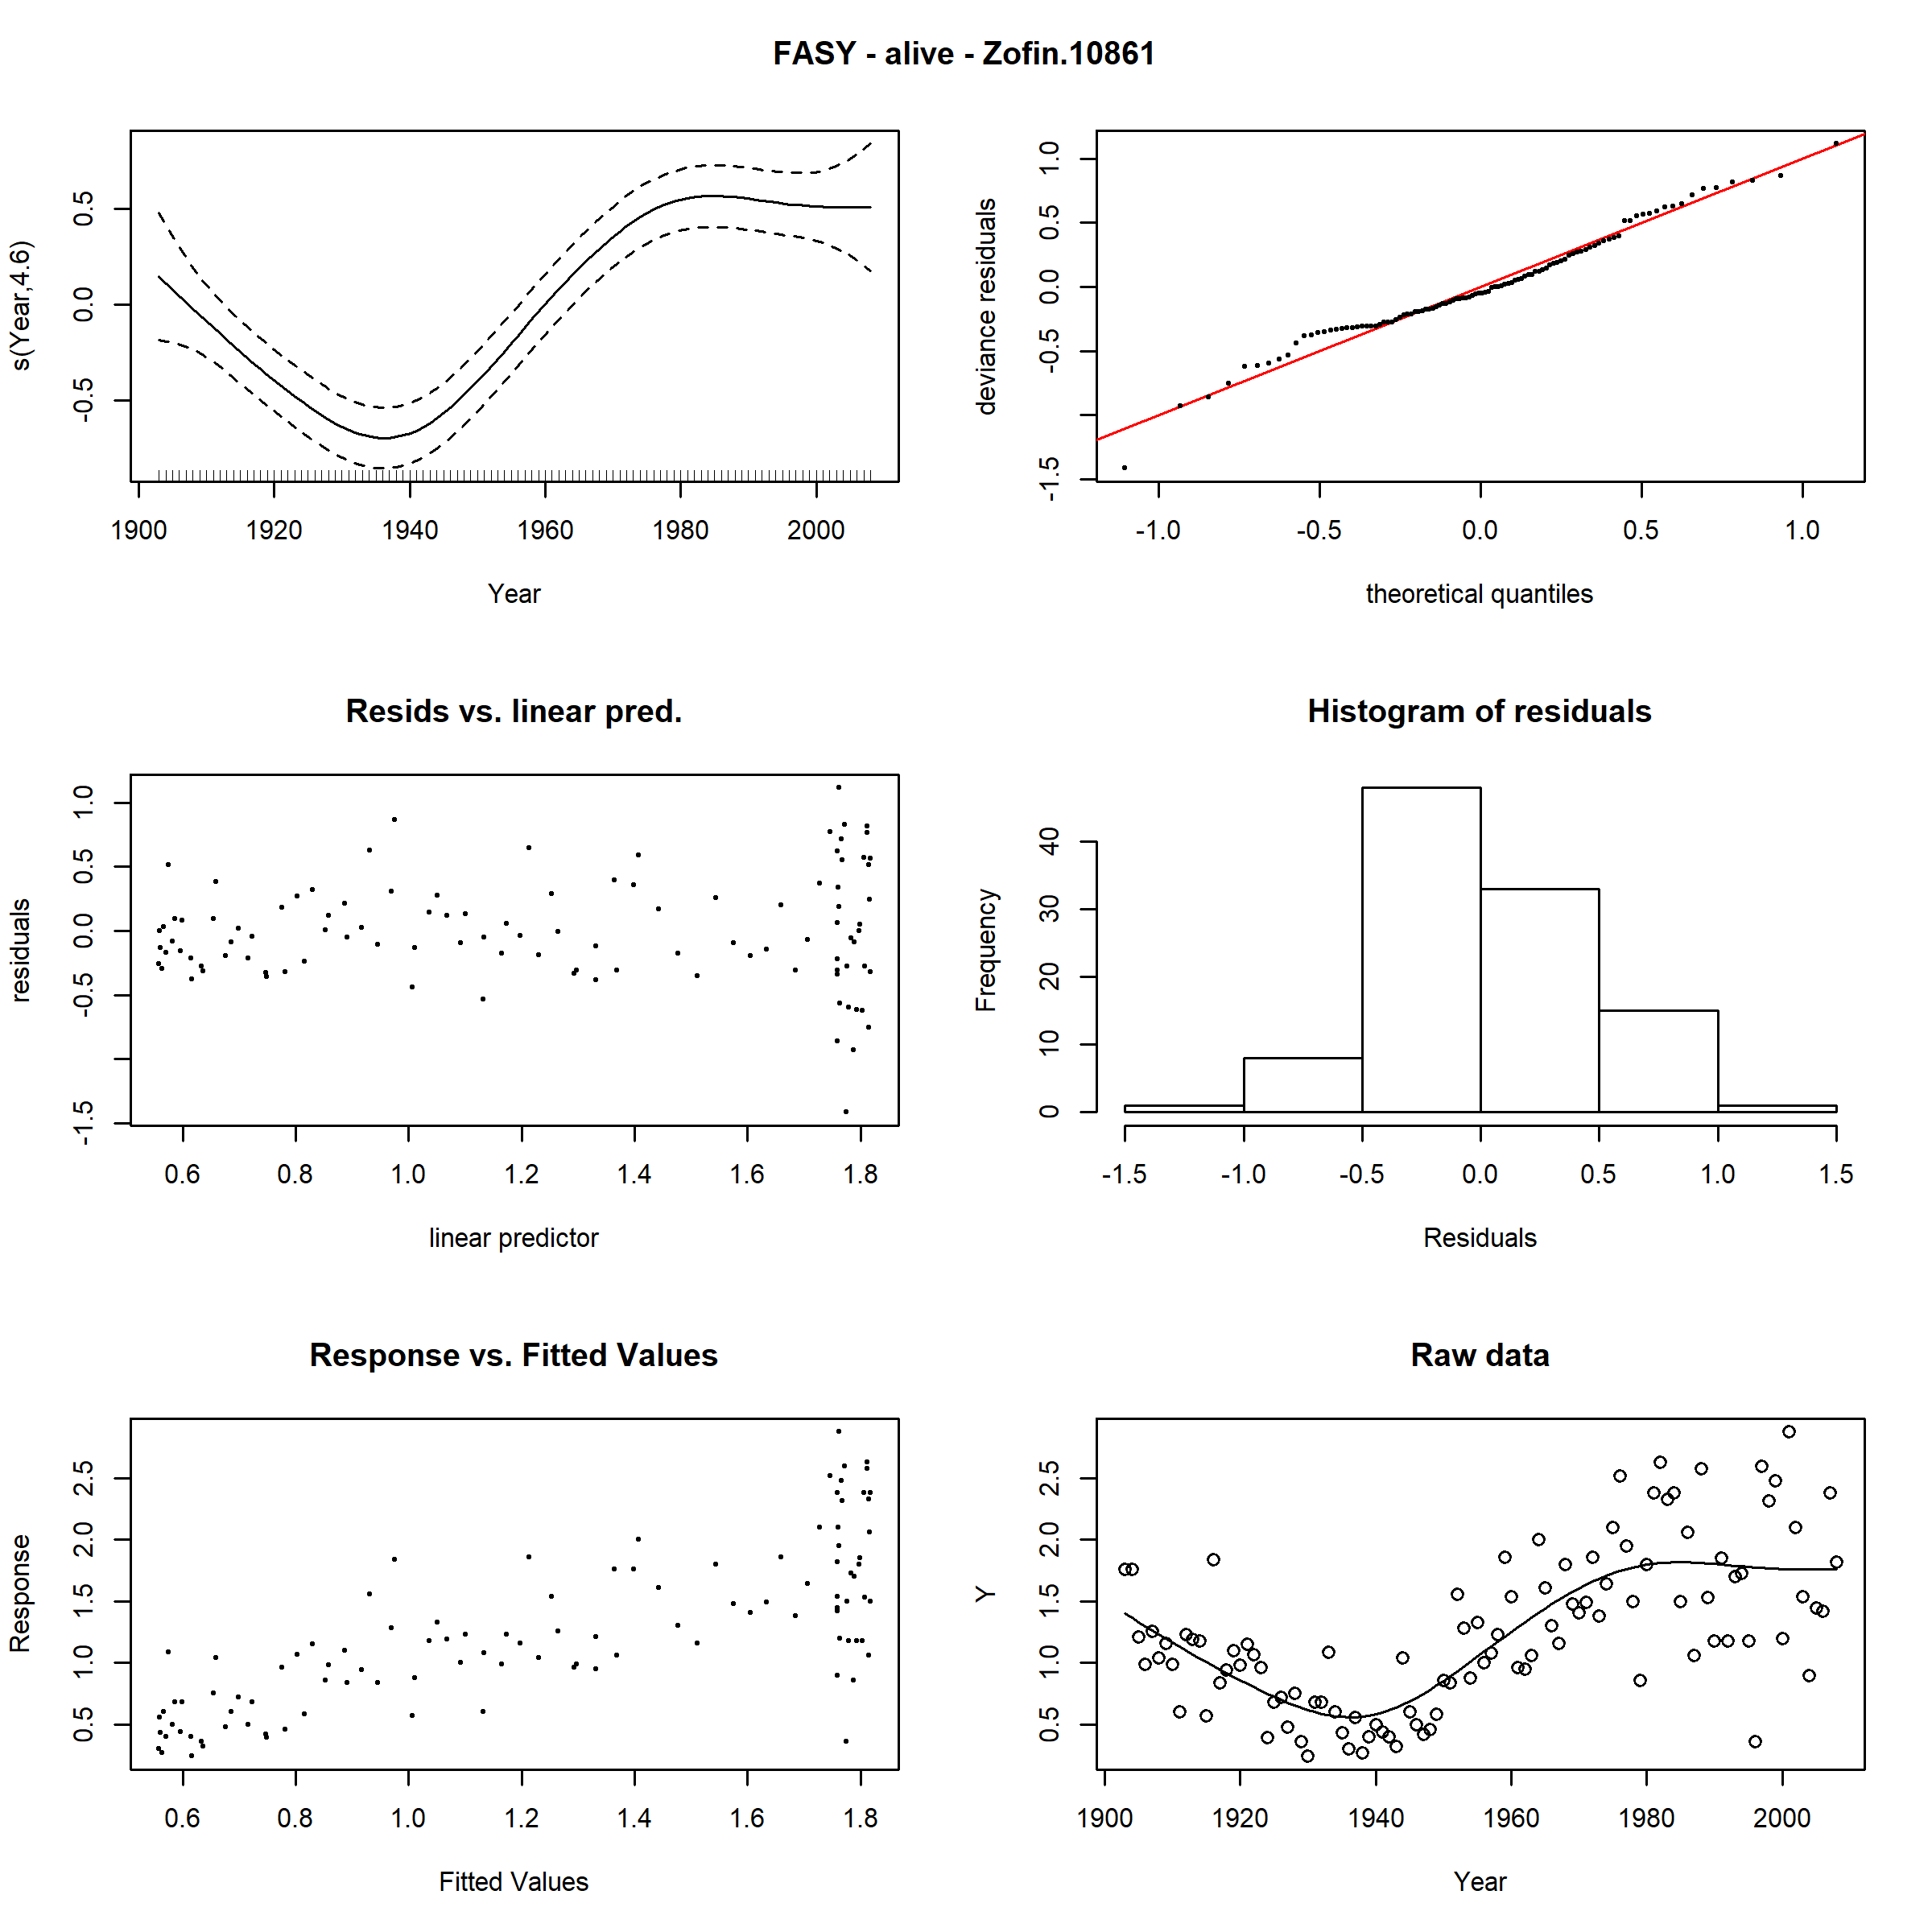 FASY - alive - Zofin.10861
s(Year,4.6)
-0.5 0.0 0.5
1900 1920 1940 1960 1980 2000
Year
deviance residuals
-1.5 -0.5 0.0 0.5 1.0
-1.0 -0.5 0.0 0.5 1.0
theoretical quantiles
Resids vs. linear pred.
residuals
-1.5 -0.5 0.0 0.5 1.0
0.6 0.8 1.0 1.2 1.4 1.6 1.8
linear predictor
Histogram of residuals
Frequency
0 10 20 30 40
-1.5 -1.0 -0.5 0.0 0.5 1.0 1.5
Residuals
Response vs. Fitted Values
Response
0.5 1.0 1.5 2.0 2.5
0.6 0.8 1.0 1.2 1.4 1.6 1.8
Fitted Values
Raw data
Y
0.5 1.0 1.5 2.0 2.5
1900 1920 1940 1960 1980 2000
Year